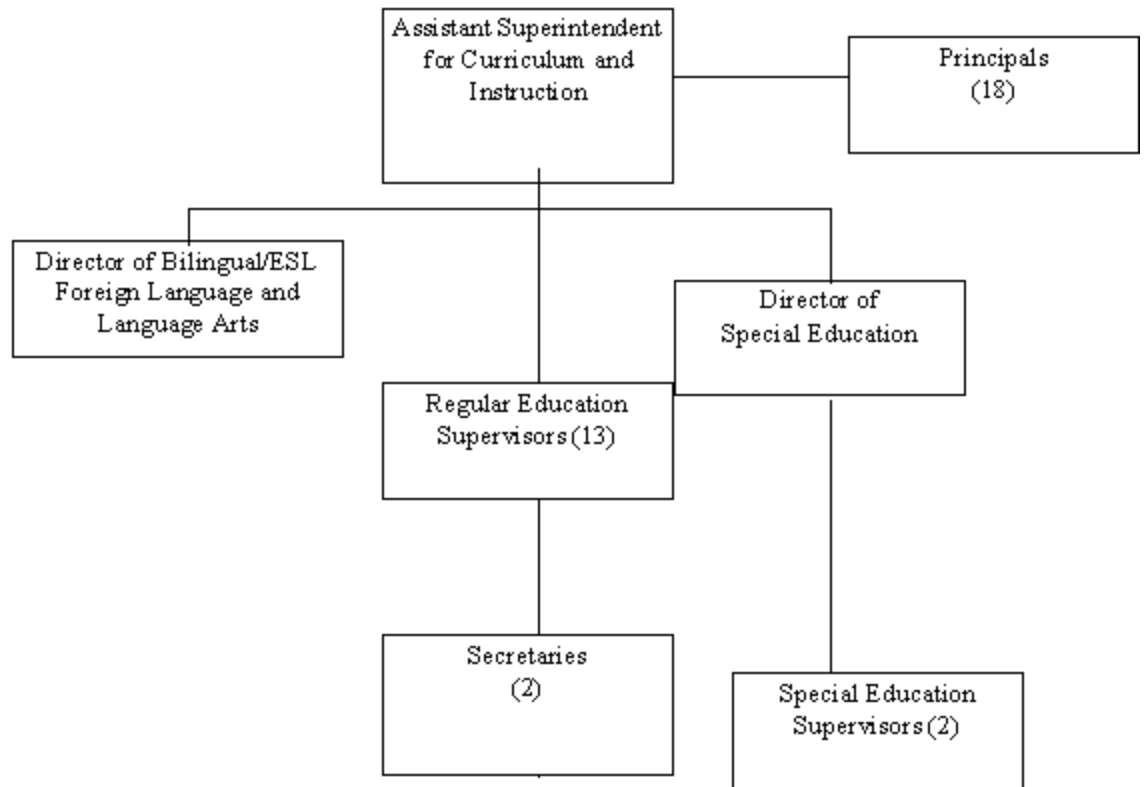 Assistant Superintendent
for Curriculum and
Instruction
Principals
(18)
Director of Bilingual/ESL
Foreign Language and
Language Arts
Director of
Special Education
Regular Education
Supervisors (13)
Secretaries
(2)
Special Education
Supervisors (2)